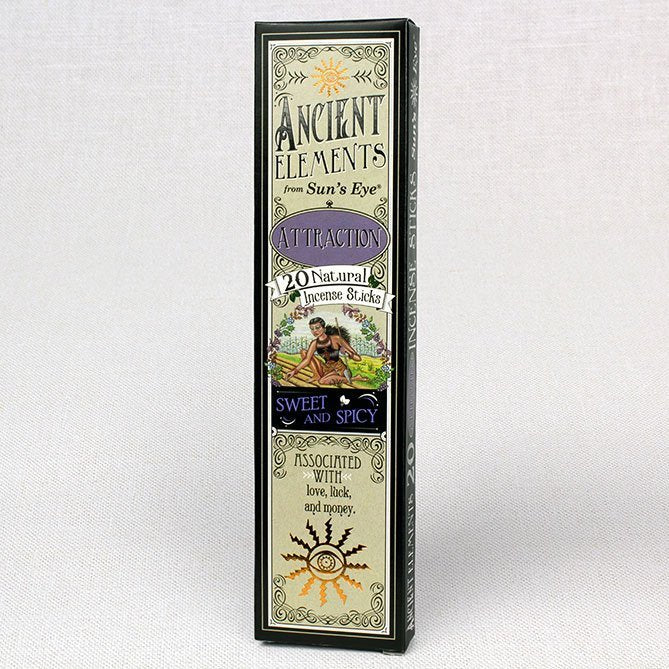 ANCIENT
ELEMENTS
from Sun's Eye®
ATTRACTION
20 Natural
Incense Sticks
SWEET
AND SPICY
ASSOCIATED
WITH
love, luck,
and money.
ANCIENT ELEMENTS 20 INCENSE STICKS Sun's Eye